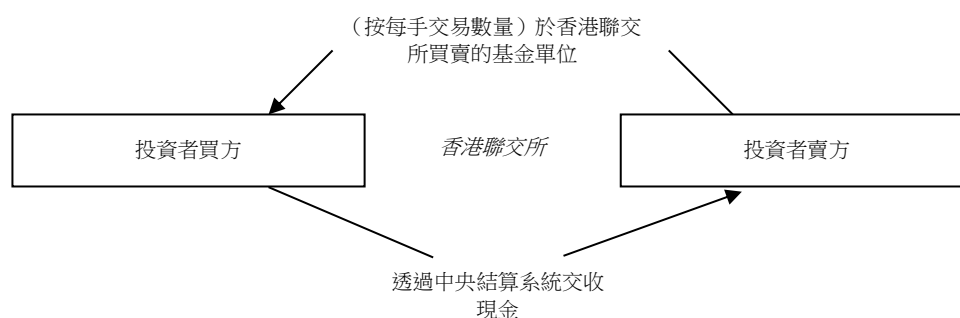 （按每手交易數量）於香港聯交
所買賣的基金單位
投資者買方
香港聯交所
投資者賣方
透過中央結算系統交收
現金